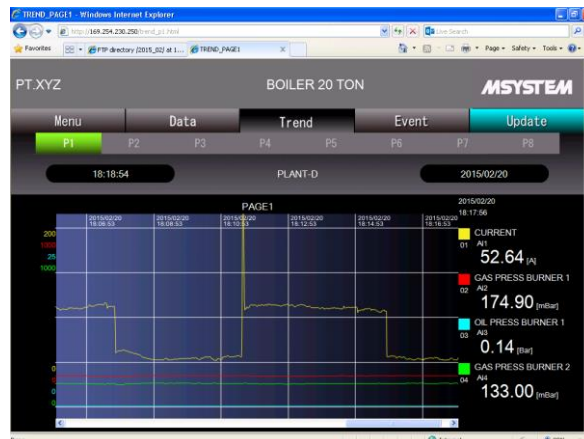 TREND_PAGE1 - Windows Internet Explorer
http://169.254.230.250/trend_p1.html
Live Search
Favorites
FTP directory /2015_02/ at 1...
TREND_PAGE1
Page
Safety
Tools
PT.XYZ
BOILER 20 TON
MSYSTEM
Menu
Data
Trend
Event
Update
P1
P2
P3
P4
P5
P6
P7
P8
18:18:54
PLANT-D
2015/02/20
PAGE1
2015/02/20
18:17:56
2015/02/20
18:06:53
2015/02/20
18:08:53
2015/02/20
18:10:53
2015/02/20
18:12:53
2015/02/20
18:14:53
2015/02/20
18:16:53
200
1000
25
1000
0
0
0
0
CURRENT
01 AI1
52.64 [A]
GAS PRESS BURNER 1
02 AI2
174.90 [mBar]
OIL PRESS BURNER 1
03 AI3
0.14 [Bar]
GAS PRESS BURNER 2
04 AI4
133.00 [mBar]